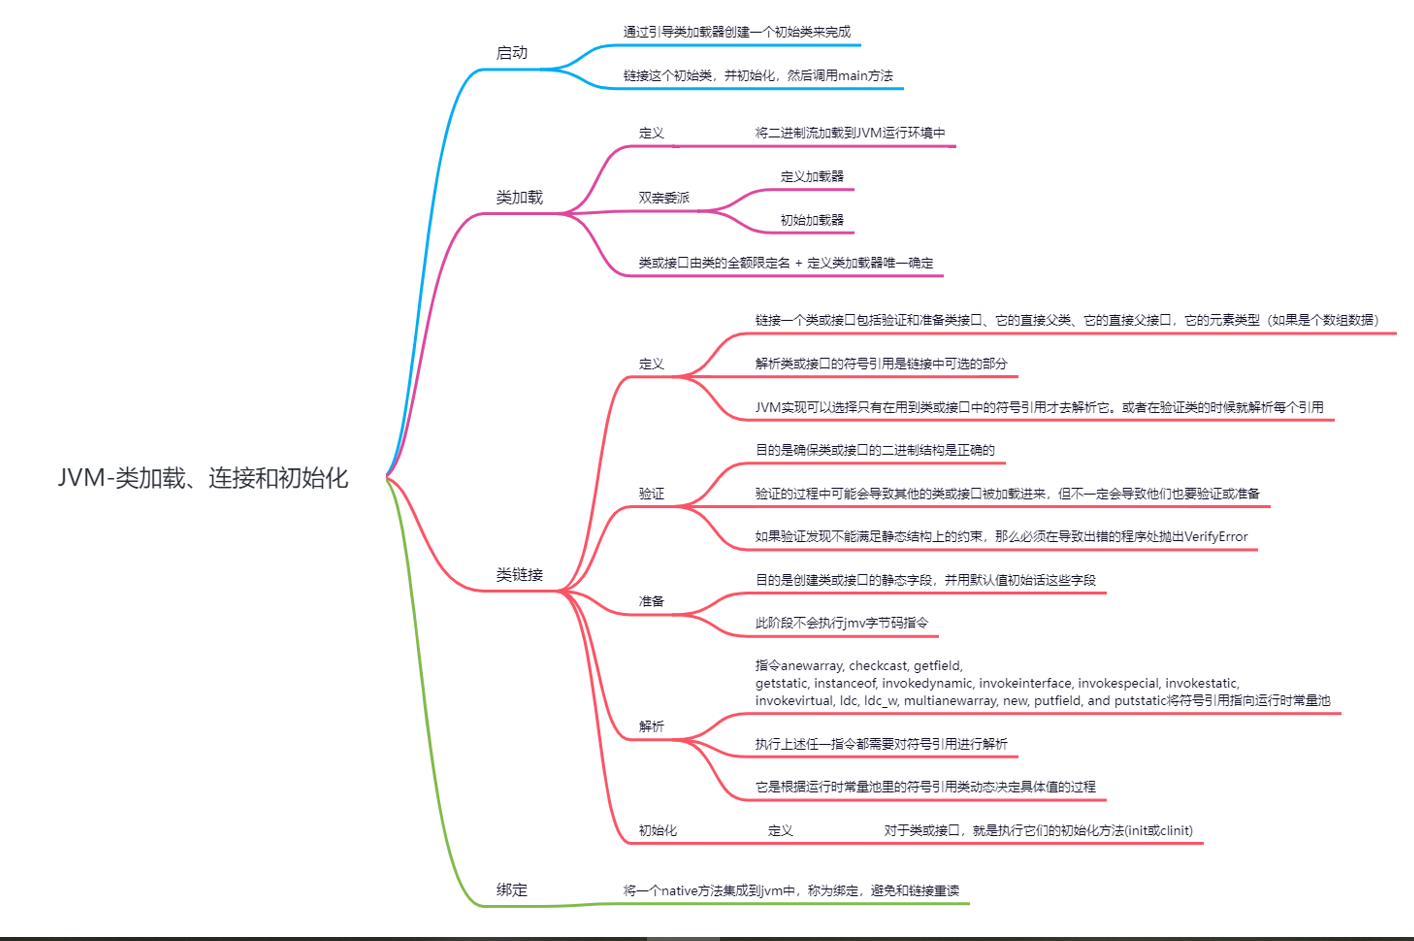 JVM-类加载、连接和初始化
启动
通过引导类加载器创建一个初始类来完成
链接这个初始类，并初始化，然后调用main方法
类加载
定义
将二进制流加载到JVM运行环境中
双亲委派
定义加载器
初始加载器
类或接口由类的全额限定名 + 定义类加载器唯一确定
类链接
定义
链接一个类或接口包括验证和准备类接口、它的直接父类、它的直接父接口，它的元素类型（如果是个数组数据）
解析类或接口的符号引用是链接中可选的部分
JVM实现可以选择只有在用到类或接口中的符号引用才去解析它。或者在验证类的时候就解析每个引用
验证
目的是确保类或接口的二进制结构是正确的
验证的过程中可能会导致其他的类或接口被加载进来，但不一定会导致他们也要验证或准备
如果验证发现不能满足静态结构上的约束，那么必须在导致出错的程序处抛出VerifyError
准备
目的是创建类或接口的静态字段，并用默认值初始话这些字段
此阶段不会执行jmv字节码指令
解析
指令anewarray, checkcast, getfield,
getstatic, instanceof, invokedynamic, invokeinterface, invokespecial, invokestatic,
invokevirtual, ldc, ldc_w, multianewarray, new, putfield, and putstatic将符号引用指向运行时常量池
执行上述任一指令都需要对符号引用进行解析
它是根据运行时常量池里的符号引用类动态决定具体值的过程
初始化
定义
对于类或接口，就是执行它们的初始化方法(init或clinit)
绑定
将一个native方法集成到jvm中，称为绑定，避免和链接重读